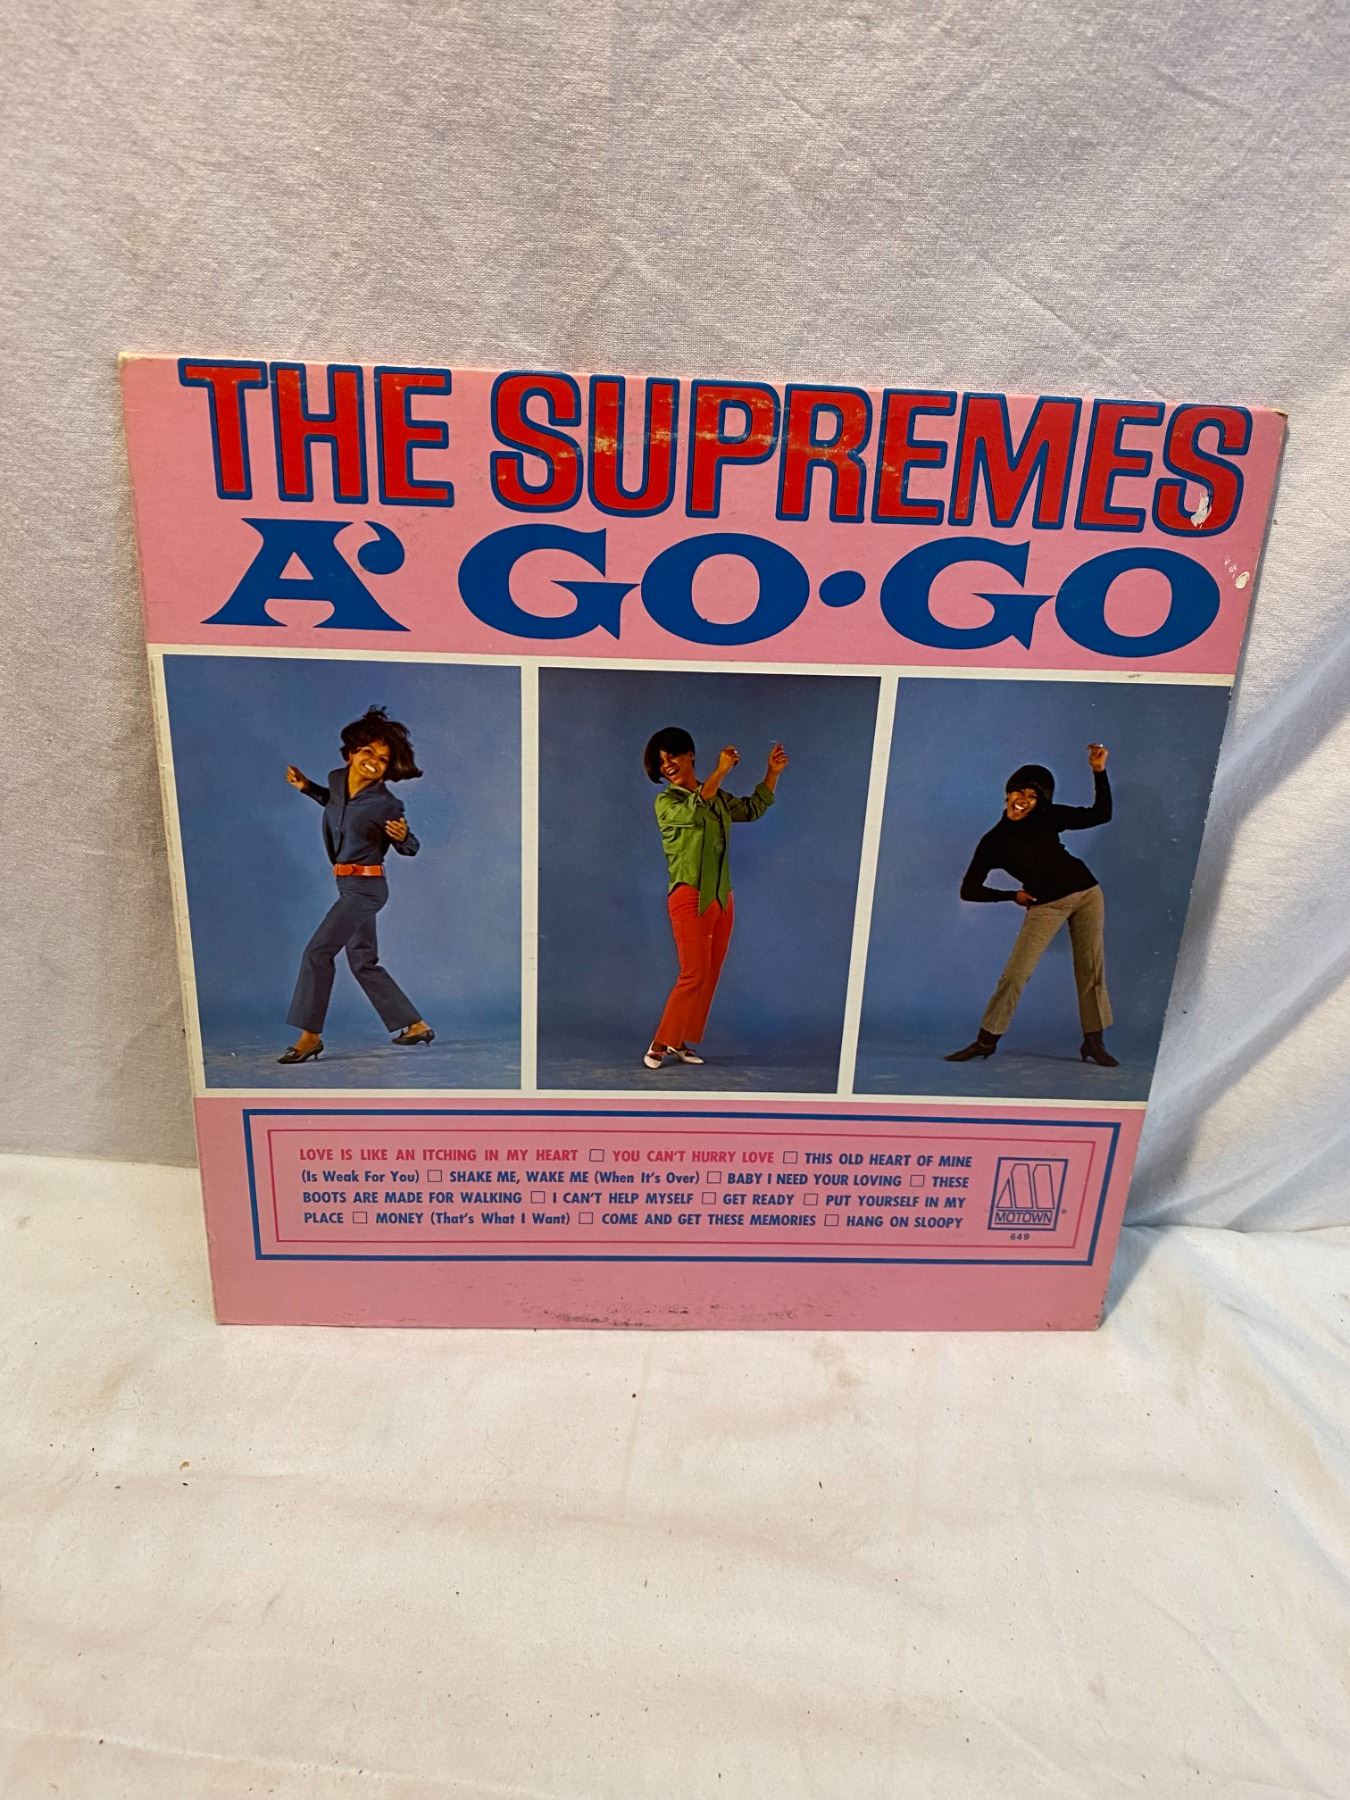 THE SUPREMES
A' GO•GO
LOVE IS LIKE AN ITCHING IN MY HEART □ YOU CAN'T HURRY LOVE □ THIS OLD HEART OF MINE
(Is Weak For You) □ SHAKE ME, WAKE ME (When It's Over) □ BABY I NEED YOUR LOVING □ THESE
BOOTS ARE MADE FOR WALKING □ I CAN'T HELP MYSELF □ GET READY □ PUT YOURSELF IN MY
PLACE □ MONEY (That's What I Want) □ COME AND GET THESE MEMORIES □ HANG ON SLOOPY
M
MOTOWN®
649